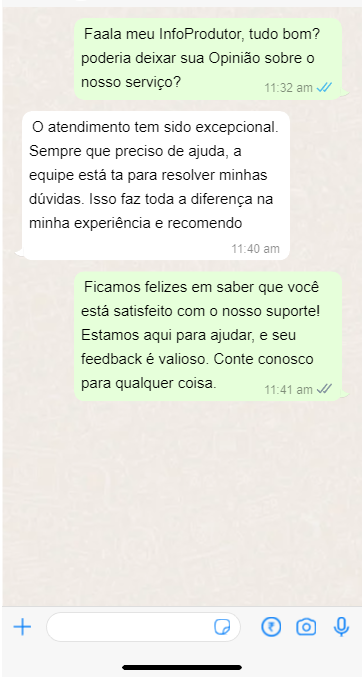 Faala meu InfoProdutor, tudo bom?
poderia deixar sua Opinião sobre o
nosso serviço?
11:32 am
O atendimento tem sido excepcional.
Sempre que preciso de ajuda, a
equipe está ta para resolver minhas
dúvidas. Isso faz toda a diferença na
minha experiência e recomendo
11:40 am
Ficamos felizes em saber que você
está satisfeito com o nosso suporte!
Estamos aqui para ajudar, e seu
feedback é valioso. Conte conosco
para qualquer coisa.
11:41 am